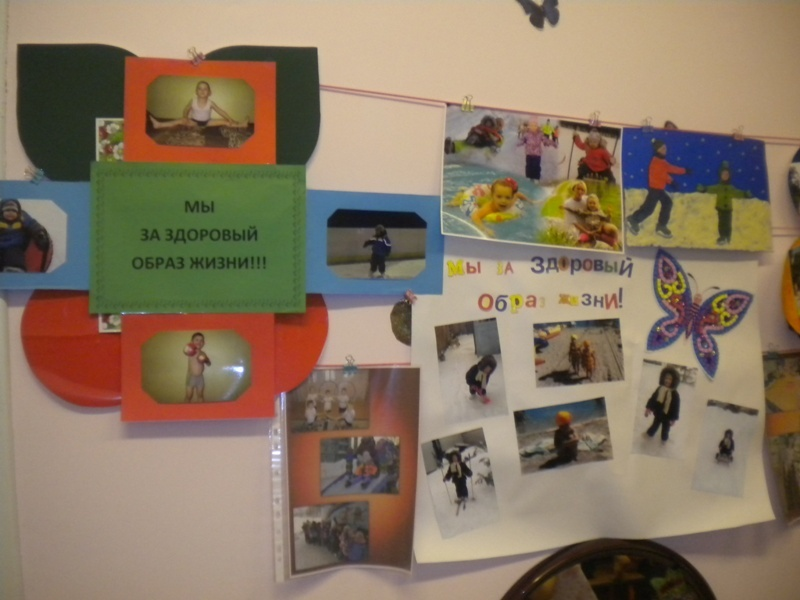 МЫ
ЗА ЗДОРОВЫЙ
ОБРАЗ ЖИЗНИ!!!
Мы за Здоровый
Образ жизни!